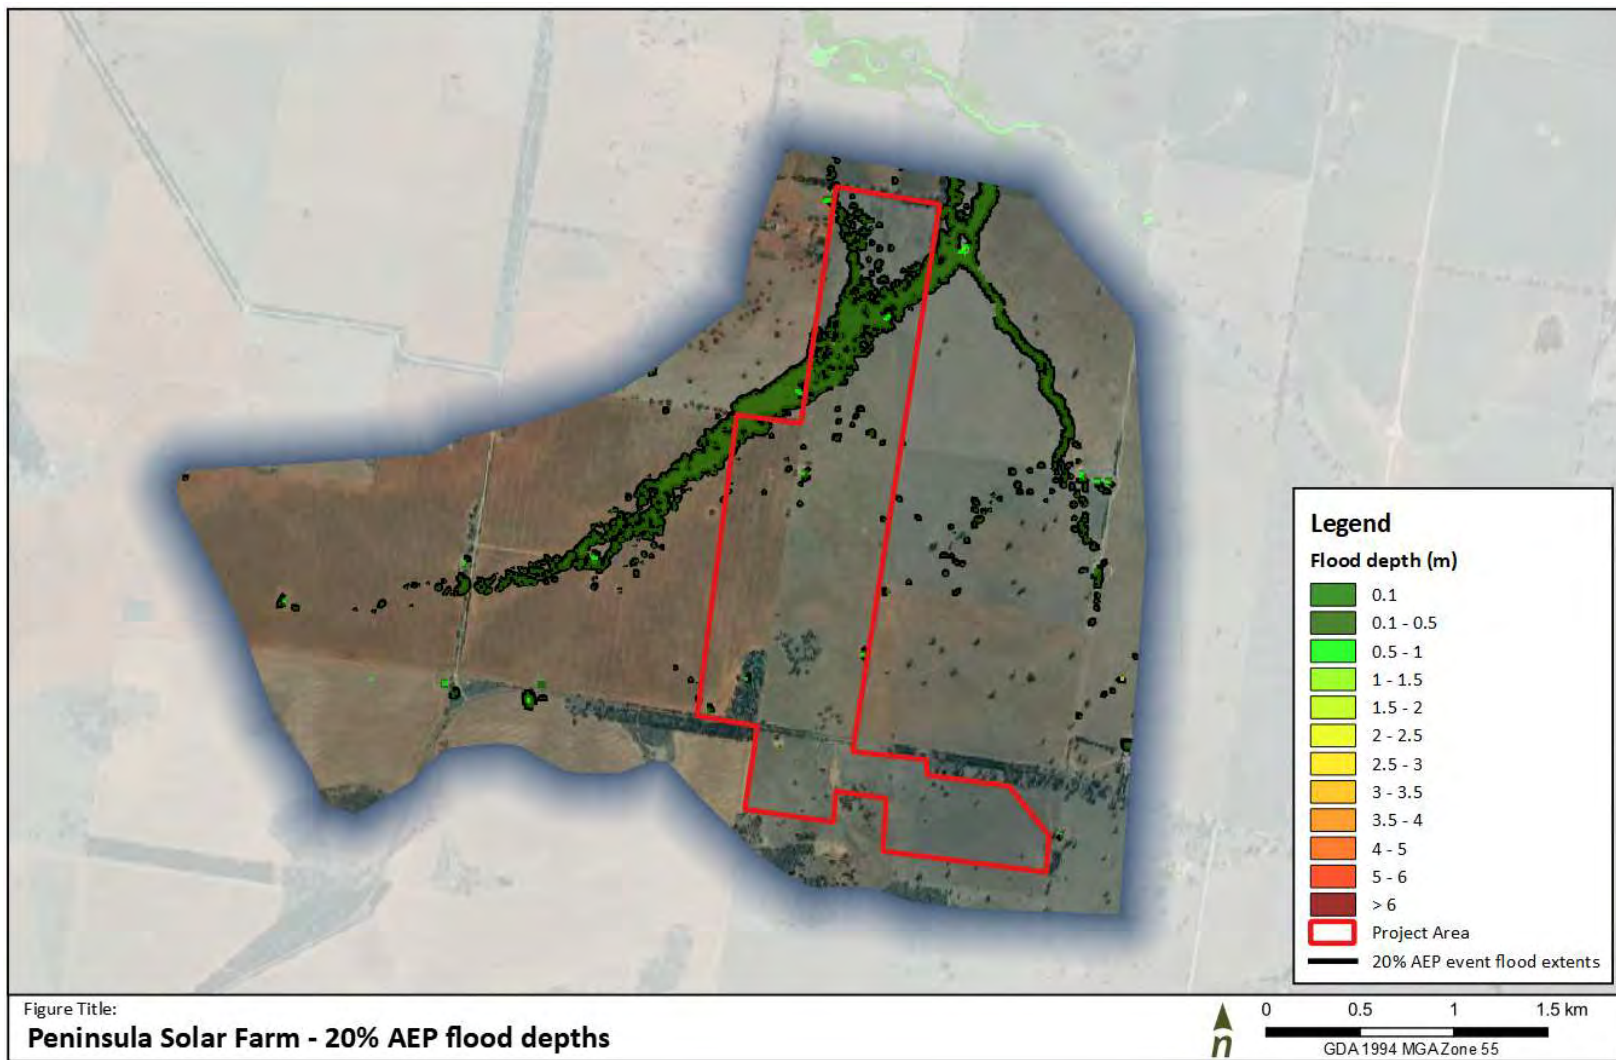 Legend
Flood depth (m)
0.1
0.1 - 0.5
0.5 - 1
1 - 1.5
1.5 - 2
2 - 2.5
2.5 - 3
3 - 3.5
3.5 - 4
4 - 5
5 - 6
> 6
Project Area
20% AEP event flood extents
Figure Title:
Peninsula Solar Farm - 20% AEP flood depths
n
0 0.5 1 1.5 km
GDA 1994 MGA Zone 55